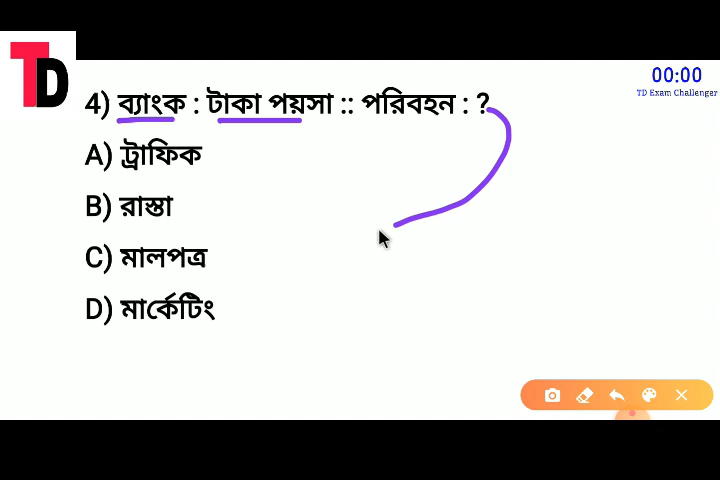 TD
00:00
TD Exam Challenger
4) ব্যাংক : টাকা পয়সা :: পরিবহন : ?
A) ট্রাফিক
B) রাস্তা
C) মালপত্র
D) মার্কেটিং